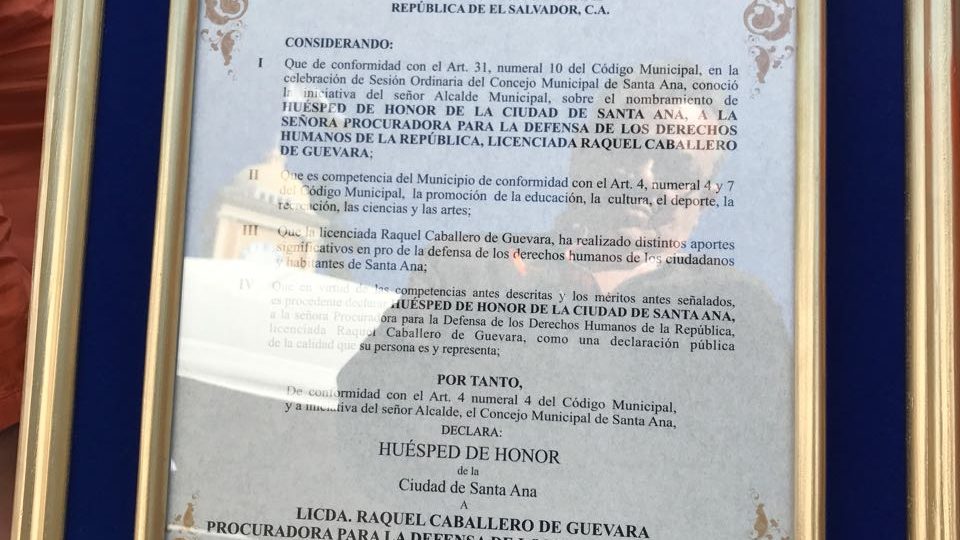 REPÚBLICA DE EL SALVADOR, C.A.
CONSIDERANDO:
I Que de conformidad con el Art. 31, numeral 10 del Código Municipal, en la
celebración de Sesión Ordinaria del Concejo Municipal de Santa Ana, conoció
la iniciativa del señor Alcalde Municipal, sobre el nombramiento de
HUÉSPED DE HONOR DE LA CIUDAD DE SANTA ANA, A LA
SEÑORA PROCURADORA PARA LA DEFENSA DE LOS DERECHOS
HUMANOS DE LA REPÚBLICA, LICENCIADA RAQUEL CABALLERO
DE GUEVARA;
II Que es competencia del Municipio de conformidad con el Art. 4, numeral 4 y 7
del Código Municipal, la promoción de la educación, la cultura, el deporte, la
recreación, las ciencias y las artes;
III Que la licenciada Raquel Caballero de Guevara, ha realizado distintos aportes
significativos en pro de la defensa de los derechos humanos de los ciudadanos
y habitantes de Santa Ana;
IV Que en virtud de las competencias antes descritas y los méritos antes señalados,
es procedente declarar HUÉSPED DE HONOR DE LA CIUDAD DE SANTA ANA,
a la señora Procuradora para la Defensa de los Derechos Humanos de la República,
licenciada Raquel Caballero de Guevara, como una declaración pública
de la calidad que su persona es y representa;
POR TANTO,
De conformidad con el Art. 4 numeral 4 del Código Municipal,
y a iniciativa del señor Alcalde, el Concejo Municipal de Santa Ana,
DECLARA:
HUÉSPED DE HONOR
de la
Ciudad de Santa Ana
A
LICDA. RAQUEL CABALLERO DE GUEVARA
PROCURADORA PARA LA DEFENSA DE